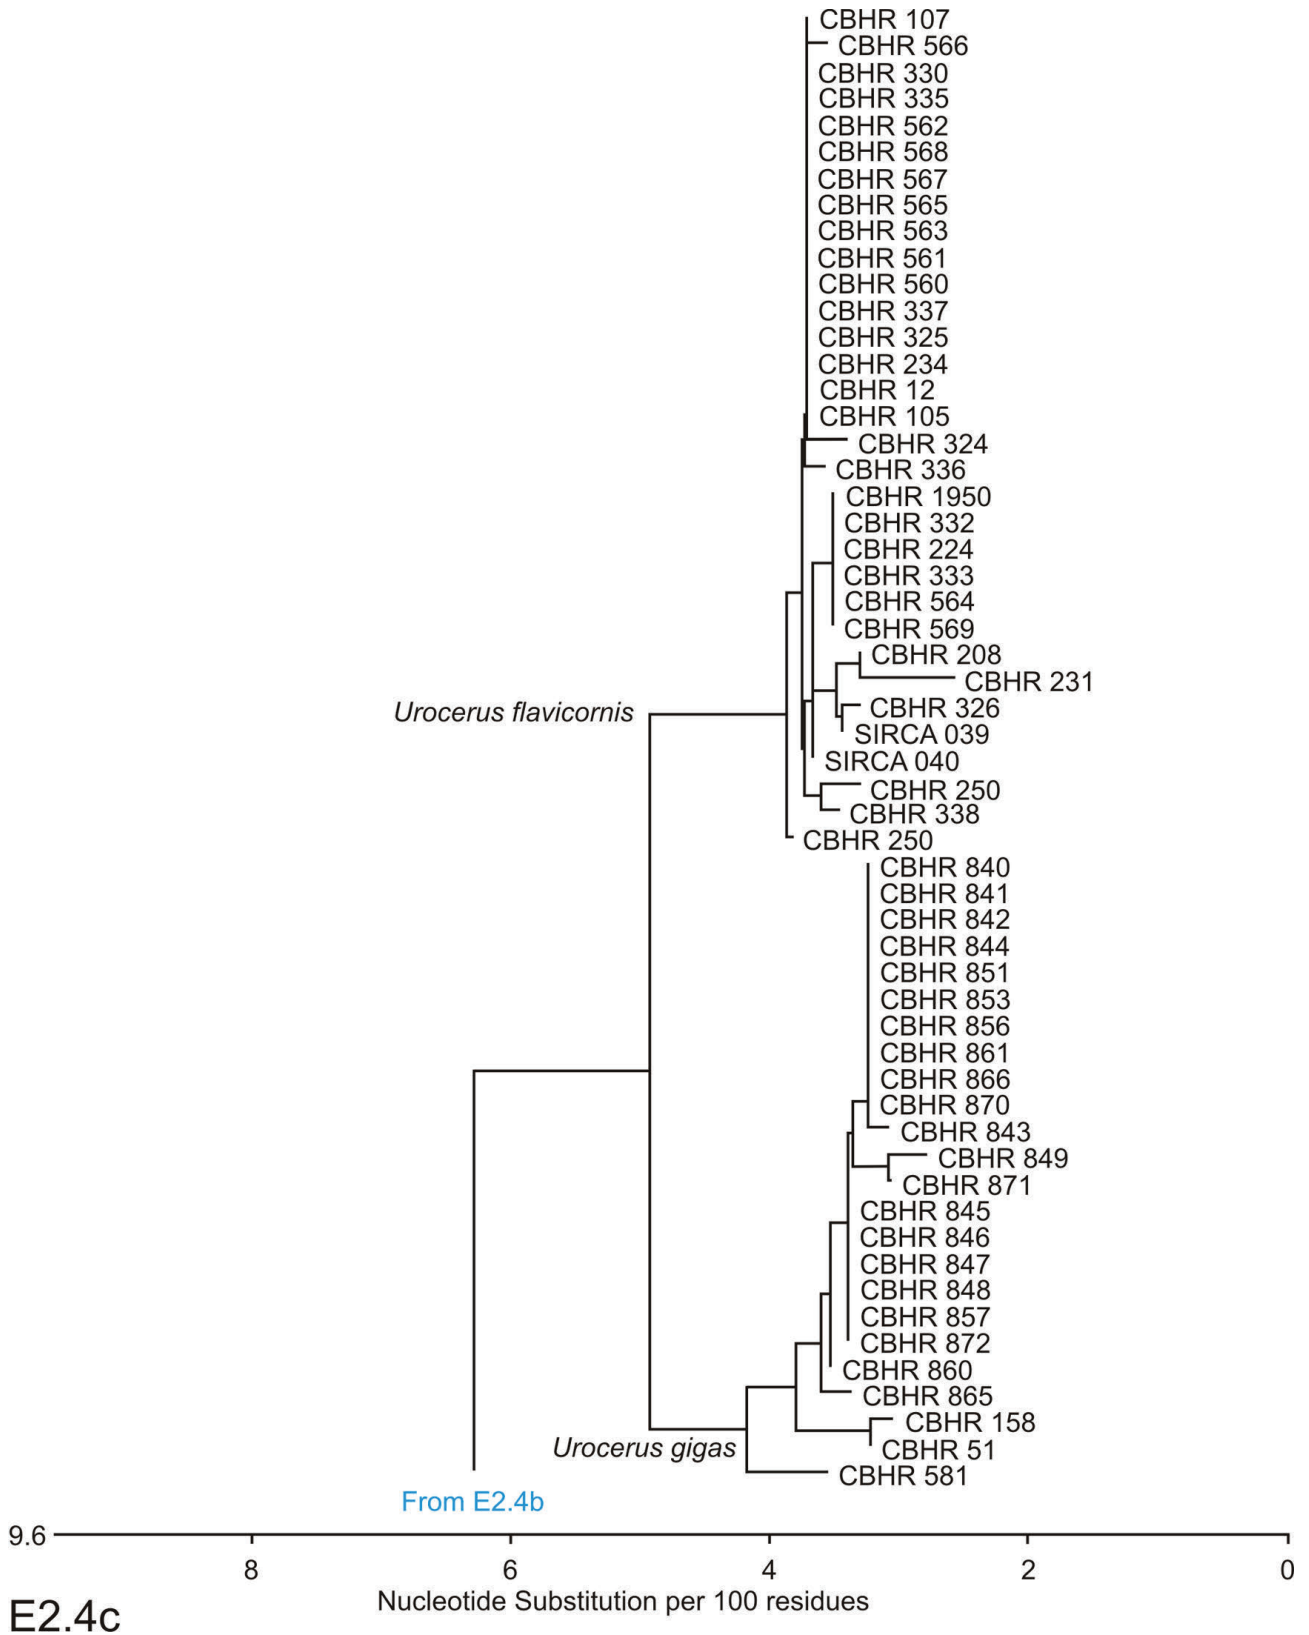 CBHR 107
CBHR 566
CBHR 330
CBHR 335
CBHR 562
CBHR 568
CBHR 567
CBHR 565
CBHR 563
CBHR 561
CBHR 560
CBHR 337
CBHR 325
CBHR 234
CBHR 12
CBHR 105
CBHR 324
CBHR 336
CBHR 1950
CBHR 332
CBHR 224
CBHR 333
CBHR 564
CBHR 569
CBHR 208
CBHR 231
CBHR 326
Urocerus flavicornis
SIRCA 039
SIRCA 040
CBHR 250
CBHR 338
CBHR 250
CBHR 840
CBHR 841
CBHR 842
CBHR 844
CBHR 851
CBHR 853
CBHR 856
CBHR 861
CBHR 866
CBHR 870
CBHR 843
CBHR 849
CBHR 871
CBHR 845
CBHR 846
CBHR 847
CBHR 848
CBHR 857
CBHR 872
CBHR 860
CBHR 865
CBHR 158
Urocerus gigas
CBHR 51
CBHR 581
From E2.4b
9.6
8 6 4 2 0
Nucleotide Substitution per 100 residues
E2.4c